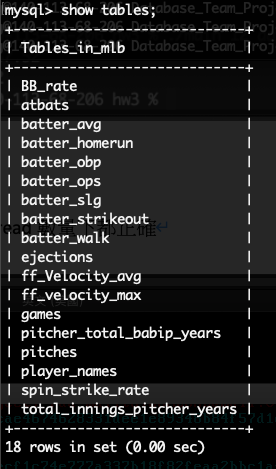 mysql> show tables;
+----------------------------+
| Tables_in_mlb |
+----------------------------+
| BB_rate |
| atbats |
| batter_avg |
| batter_homerun |
| batter_obp |
| batter_ops |
| batter_slg |
| batter_strikeout |
| batter_walk |
| ejections |
| ff_Velocity_avg |
| ff_velocity_max |
| games |
| pitcher_total_babip_years |
| pitches |
| player_names |
| spin_strike_rate |
| total_innings_pitcher_years |
+----------------------------+
18 rows in set (0.00 sec)